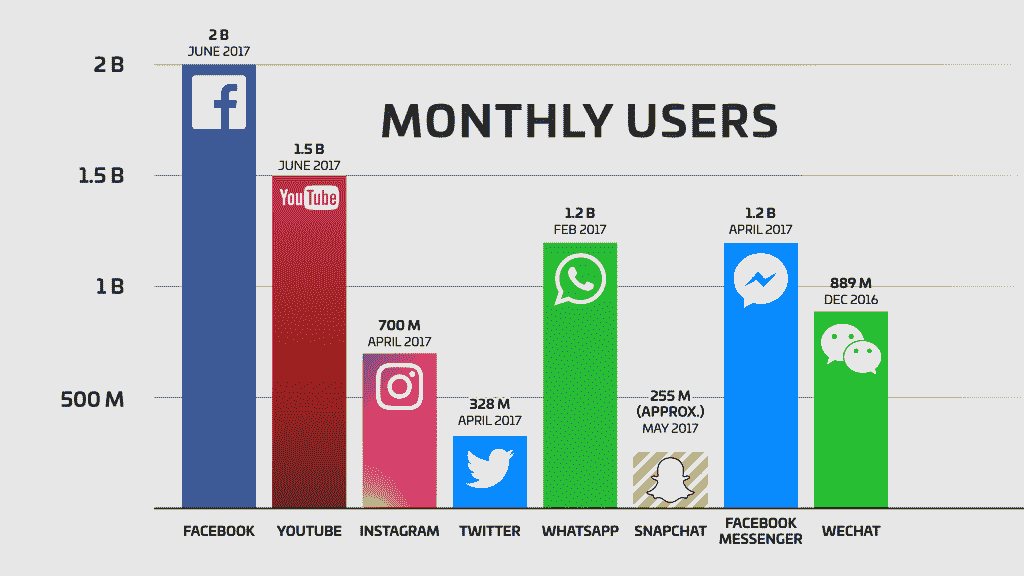 MONTHLY USERS
2 B
1.5 B
1 B
500 M
2 B
JUNE 2017
1.5 B
JUNE 2017
YouTube
700 M
APRIL 2017
328 M
APRIL 2017
1.2 B
FEB 2017
255 M
(APPROX.)
MAY 2017
1.2 B
APRIL 2017
889 M
DEC 2016
FACEBOOK
YOUTUBE
INSTAGRAM
TWITTER
WHATSAPP
SNAPCHAT
FACEBOOK
MESSENGER
WECHAT